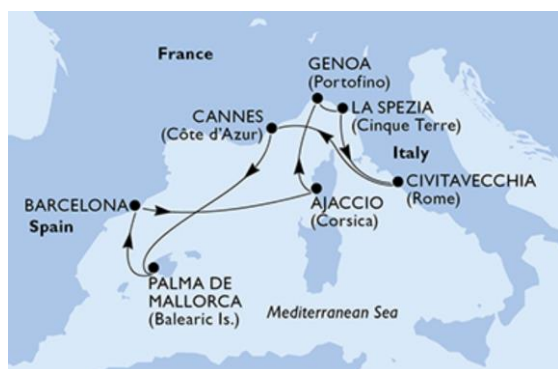 France
GENOA
(Portofino)
LA SPEZIA
(Cinque Terre)
CANNES
(Côte d'Azur)
Italy
CIVITAVECCHIA
(Rome)
BARCELONA
Spain
AJACCIO
(Corsica)
PALMA DE
MALLORCA
(Balearic Is.)
Mediterranean Sea